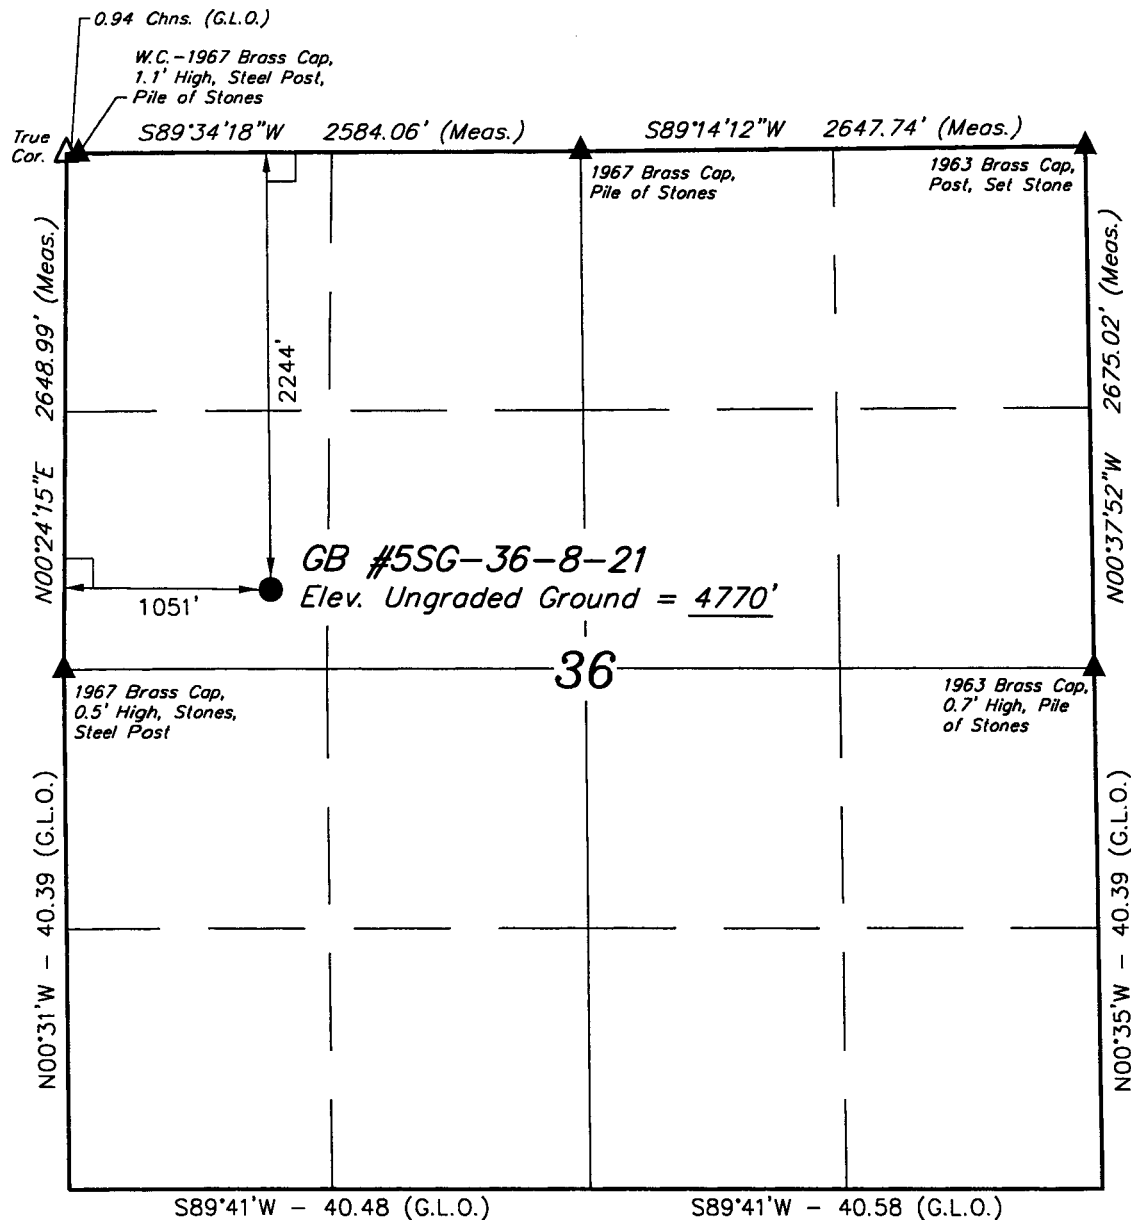 0.94 Chns. (G.L.O.)
W.C.-1967 Brass Cap,
1.1' High, Steel Post,
Pile of Stones
True
Cor.
S89°34'18"W 2584.06' (Meas.)
S89°14'12"W 2647.74' (Meas.)
1967 Brass Cap,
Pile of Stones
1963 Brass Cap,
Post, Set Stone
N00°24'15"E 2648.99' (Meas.)
2244'
N00°37'52"W 2675.02' (Meas.)
GB #5SG-36-8-21
Elev. Ungraded Ground = 4770'
1051'
36
1967 Brass Cap,
0.5' High, Stones,
Steel Post
1963 Brass Cap,
0.7' High, Pile
of Stones
N00°31'W - 40.39 (G.L.O.)
N00°35'W - 40.39 (G.L.O.)
S89°41'W - 40.48 (G.L.O.)
S89°41'W - 40.58 (G.L.O.)